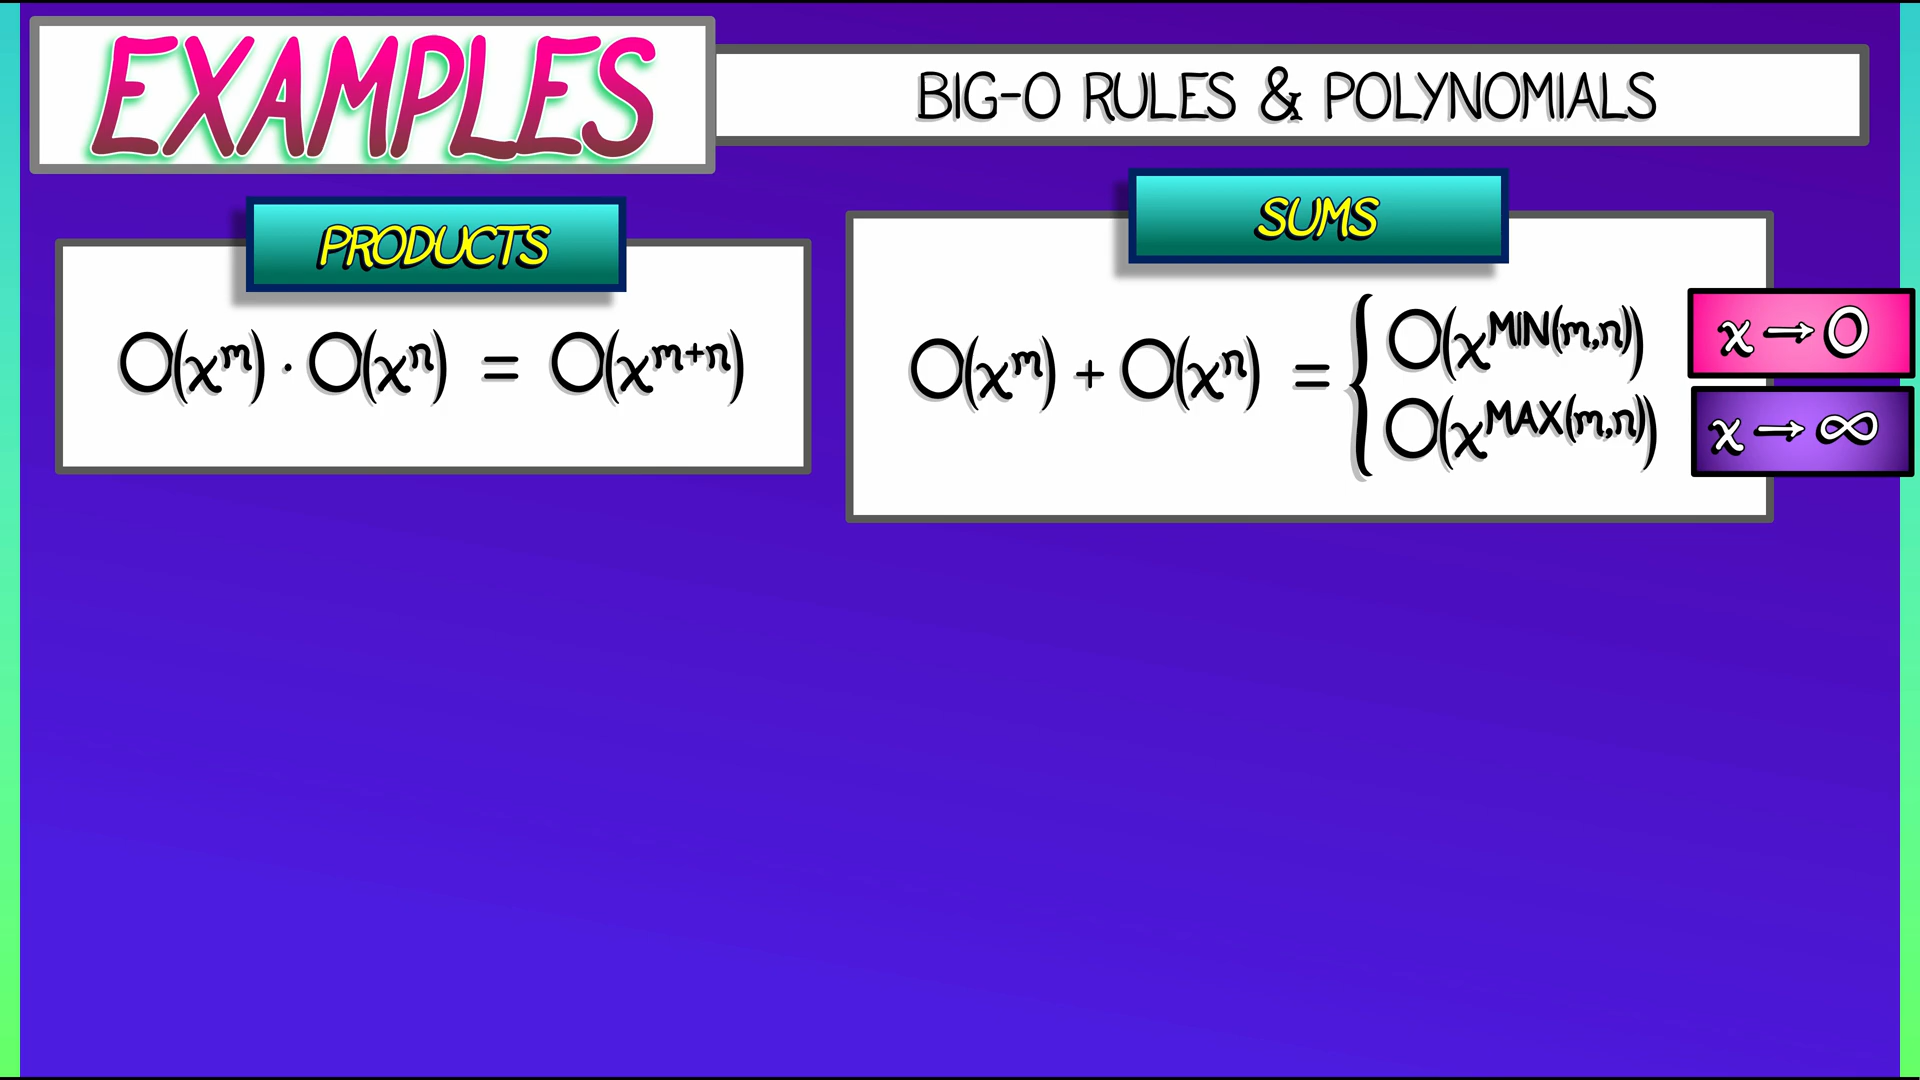 EXAMPLES
BIG-O RULES & POLYNOMIALS
PRODUCTS
O(x^m) · O(x^n) = O(x^{m+n})
SUMS
O(x^m) + O(x^n) = { O(x^{MIN(m,n)}) x → 0
O(x^{MAX(m,n)}) x → ∞